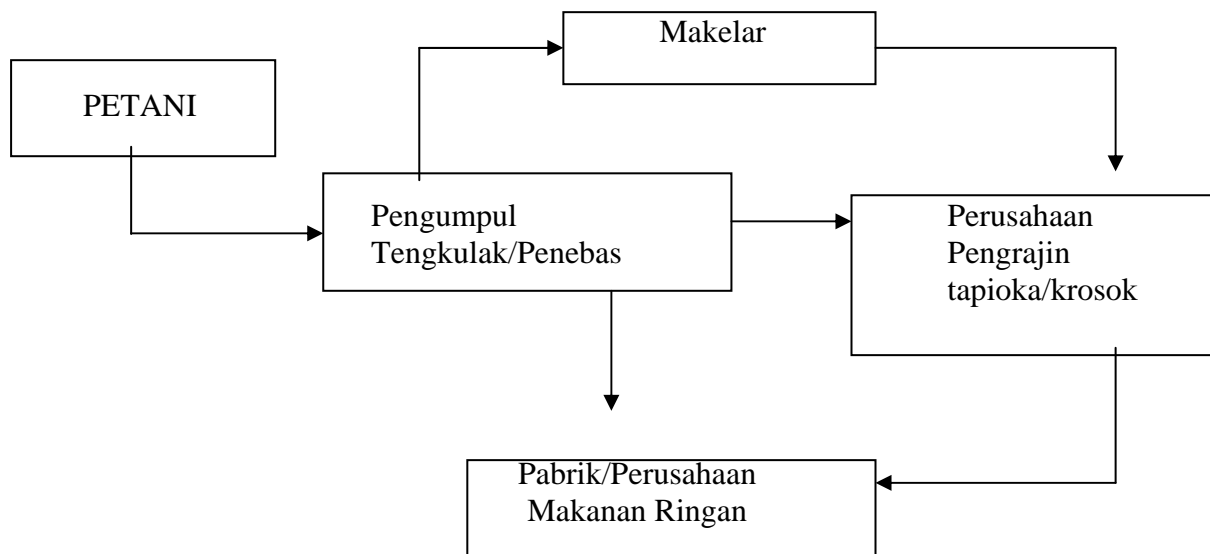 Makelar
PETANI
Pengumpul
Tengkulak/Penebas
Perusahaan
Pengrajin
tapioka/krosok
Pabrik/Perusahaan
Makanan Ringan